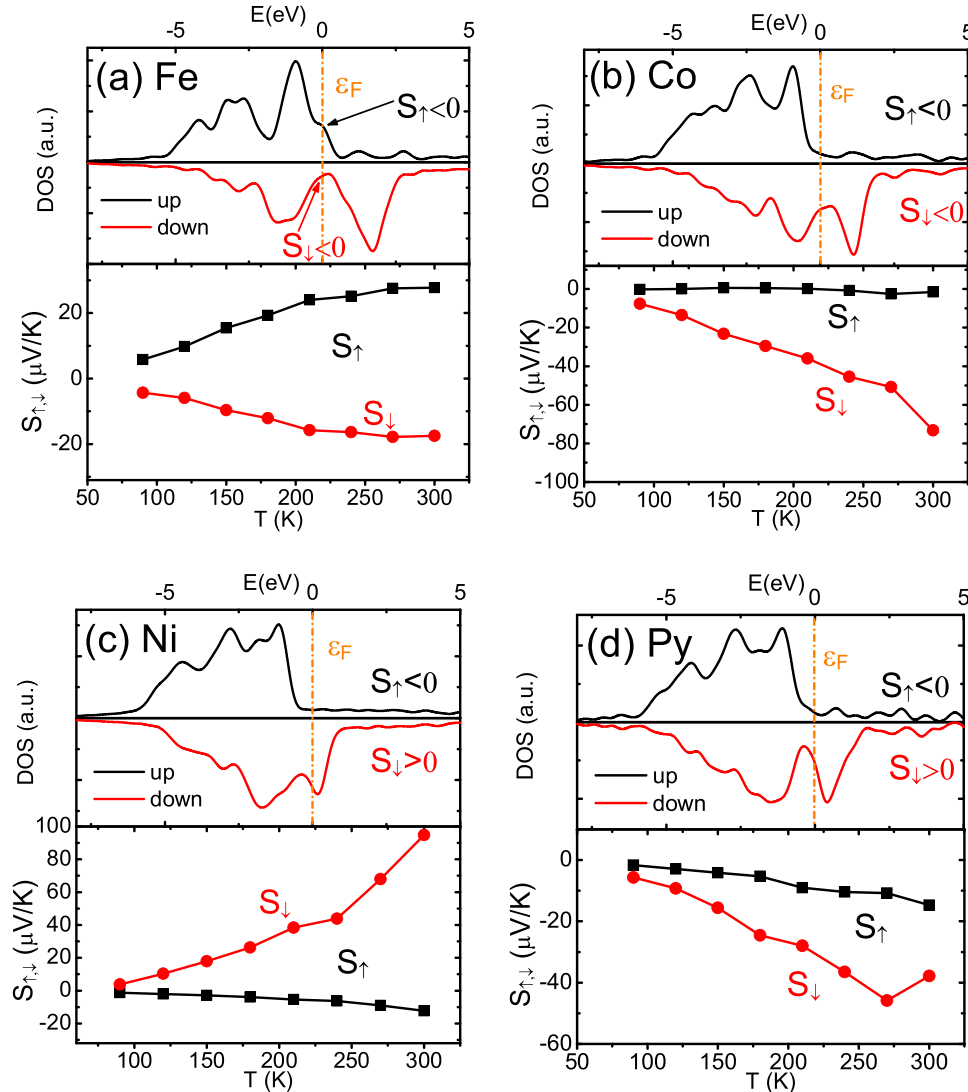 E(eV)
-5 0 5
(a) Fe
εF
S↑<0
DOS (a.u.)
up
down
S↓<0
S↑,↓ (μV/K)
20
0
-20
S↑
S↓
50 100 150 200 250 300
T (K)
E(eV)
-5 0 5
(b) Co
εF
S↑<0
DOS (a.u.)
up
down
S↓<0
S↑,↓ (μV/K)
0
-20
-40
-60
-80
-100
S↑
S↓
50 100 150 200 250 300
T (K)
E(eV)
-5 0 5
(c) Ni
εF
S↑<0
DOS (a.u.)
up
down
S↓>0
S↑,↓ (μV/K)
100
80
60
40
20
0
-20
S↓
S↑
100 150 200 250 300
T (K)
E(eV)
-5 0 5
(d) Py
εF
S↑<0
DOS (a.u.)
up
down
S↓>0
S↑,↓ (μV/K)
0
-20
-40
-60
S↑
S↓
50 100 150 200 250 300
T (K)